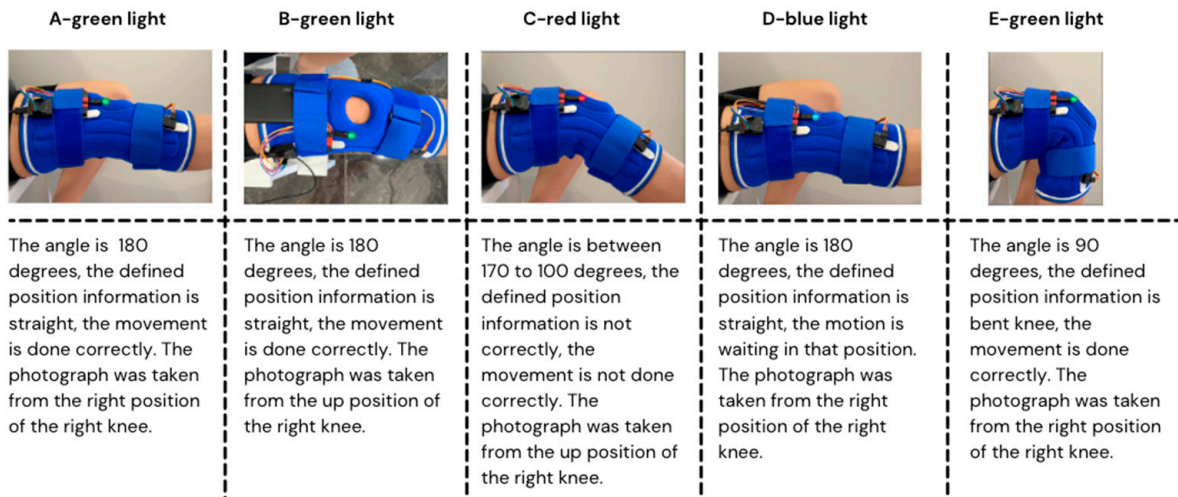 A-green light
B-green light
C-red light
D-blue light
E-green light
The angle is 180
degrees, the defined
position information is
straight, the movement
is done correctly. The
photograph was taken
from the right position
of the right knee.
The angle is 180
degrees, the defined
position information is
straight, the movement
is done correctly. The
photograph was taken
from the up position of
the right knee.
The angle is between
170 to 100 degrees, the
defined position
information is not
correctly, the
movement is not done
correctly. The
photograph was taken
from the up position of
the right knee.
The angle is 180
degrees, the defined
position information is
straight, the motion is
waiting in that position.
The photograph was
taken from the right
position of the right
knee.
The angle is 90
degrees, the defined
position information is
bent knee, the
movement is done
correctly. The
photograph was taken
from the right position
of the right knee.